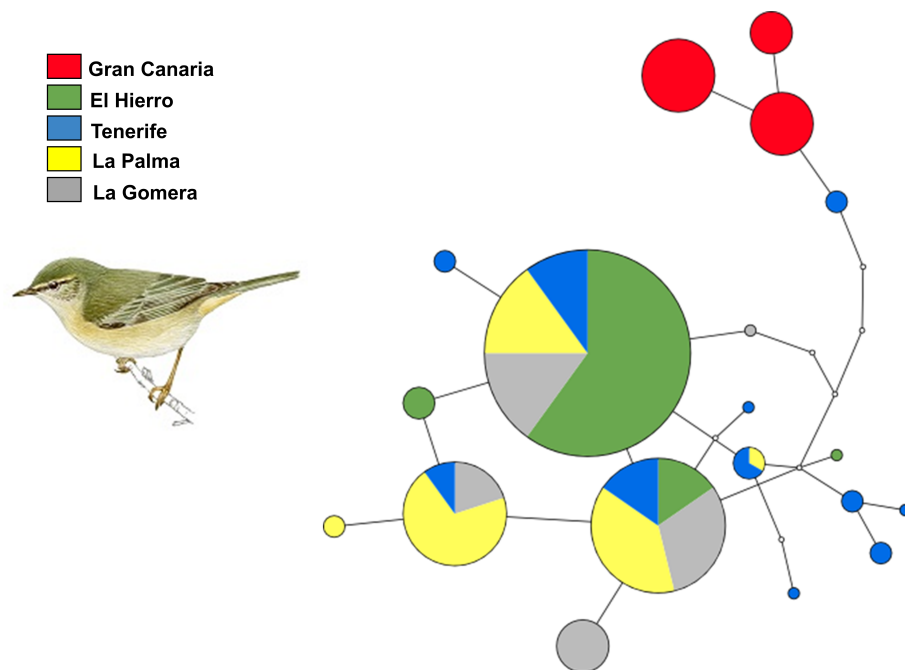 Gran Canaria
El Hierro
Tenerife
La Palma
La Gomera